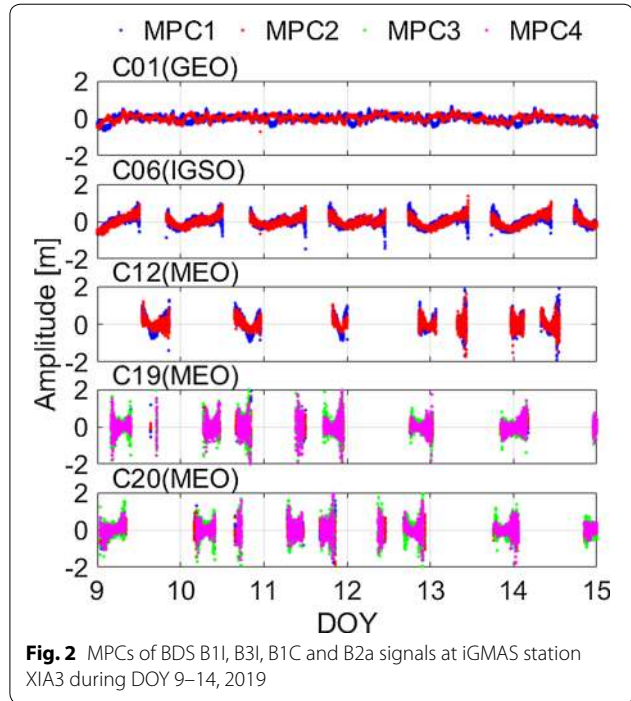 MPC1 MPC2 MPC3 MPC4
C01(GEO)
2
0
-2
C06(IGSO)
2
0
-2
C12(MEO)
2
0
-2
C19(MEO)
2
0
-2
C20(MEO)
2
0
-2
Amplitude [m]
9 10 11 12 13 14 15
DOY
Fig. 2 MPCs of BDS B1I, B3I, B1C and B2a signals at iGMAS station
XIA3 during DOY 9–14, 2019